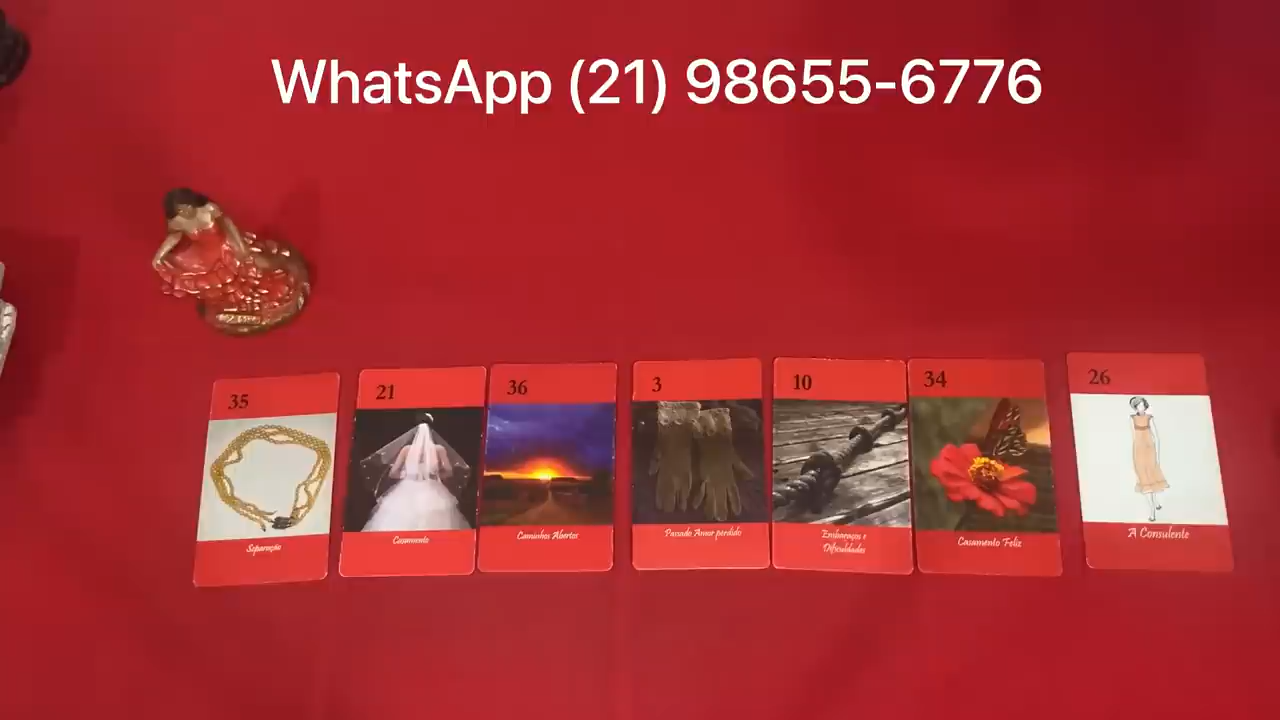 WhatsApp (21) 98655-6776
35
Separação
21
Casamento
36
Caminhos Abertos
3
Passado Amor perdido
10
Embaraços e
Dificuldades
34
Casamento Feliz
26
A Consulente